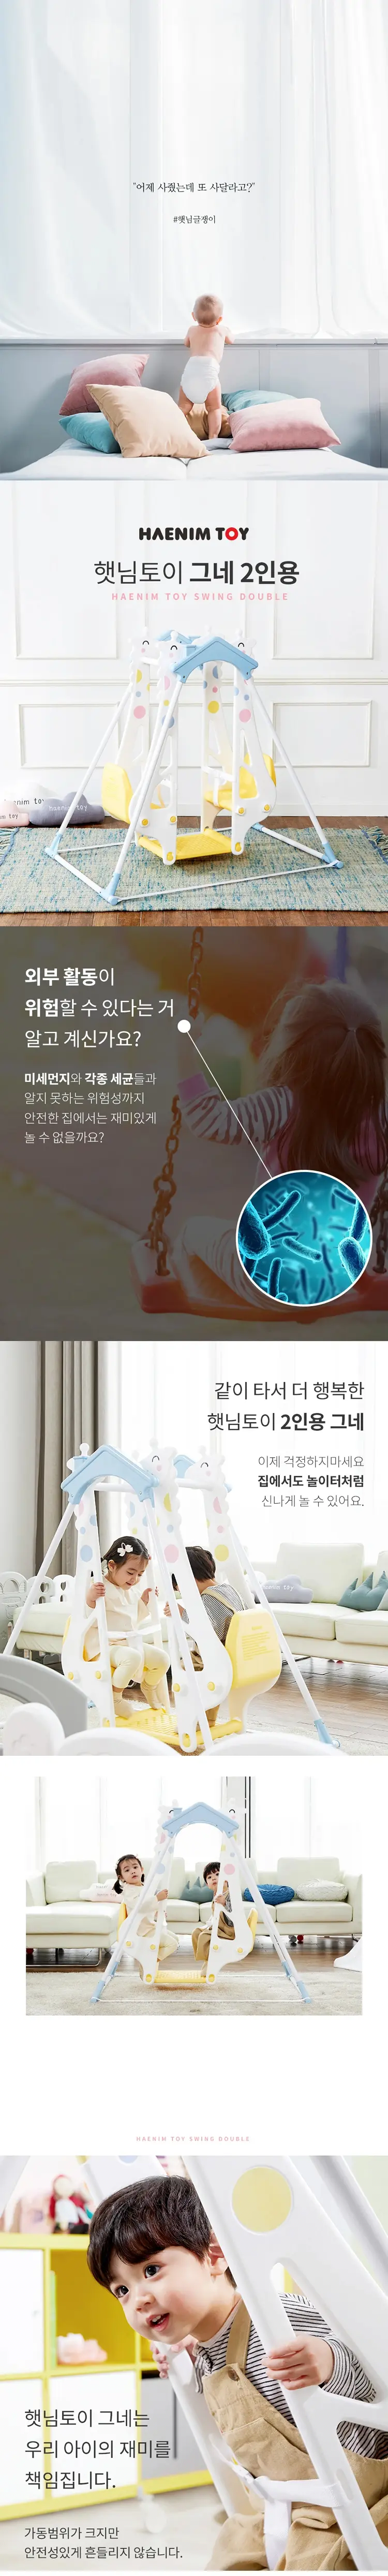 "어제 사줬는데 또 사달라고?"
#햇님글쟁이
HAENIM TOY
햇님토이 그네 2인용
HAENIM TOY SWING DOUBLE
haenim toy
haenim toy
외부 활동이
위험할 수 있다는 거
알고 계신가요?
미세먼지와 각종 세균들과
알지 못하는 위험성까지
안전한 집에서는 재미있게
놀 수 없을까요?
같이 타서 더 행복한
햇님토이 2인용 그네
이제 걱정하지마세요
집에서도 놀이터처럼
신나게 놀 수 있어요.
HAENIM TOY SWING DOUBLE
햇님토이 그네는
우리 아이의 재미를
책임집니다.
가동범위가 크지만
안전성있게 흔들리지 않습니다.